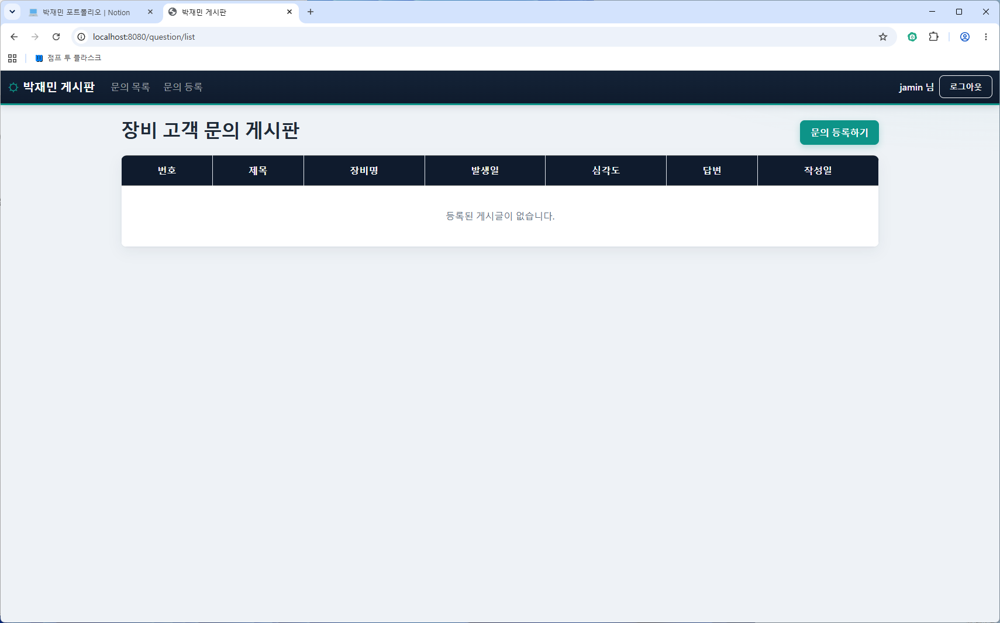 박재민 포트폴리오 | Notion
박재민 게시판
localhost:8080/question/list
점프 투 플라스크
박재민 게시판 문의 목록 문의 등록 jamin 님 로그아웃
장비 고객 문의 게시판 문의 등록하기
번호 제목 장비명 발생일 심각도 답변 작성일
등록된 게시글이 없습니다.